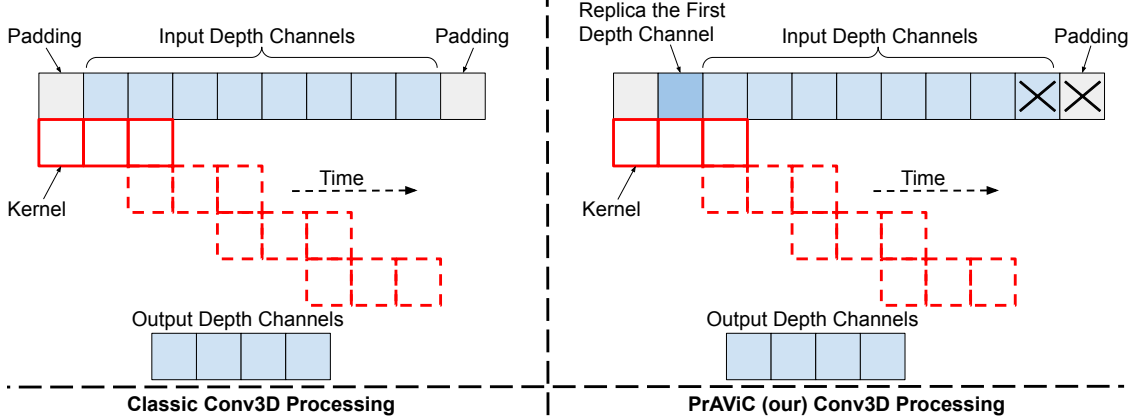 Padding
Input Depth Channels
Padding
Kernel
Time
Output Depth Channels
Classic Conv3D Processing
Replica the First
Depth Channel
Input Depth Channels
Padding
Kernel
Time
Output Depth Channels
PrAViC (our) Conv3D Processing